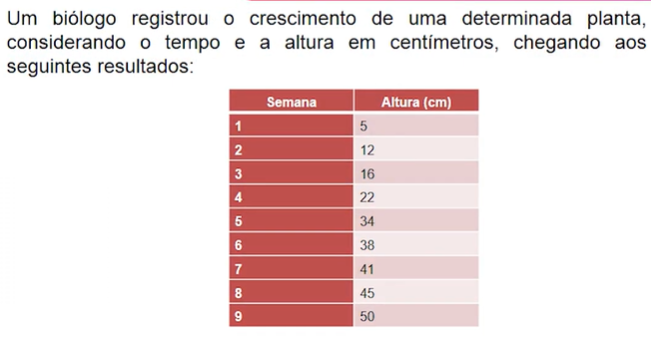 Um biólogo registrou o crescimento de uma determinada planta,
considerando o tempo e a altura em centímetros, chegando aos
seguintes resultados:
Semana Altura (cm)
1 5
2 12
3 16
4 22
5 34
6 38
7 41
8 45
9 50